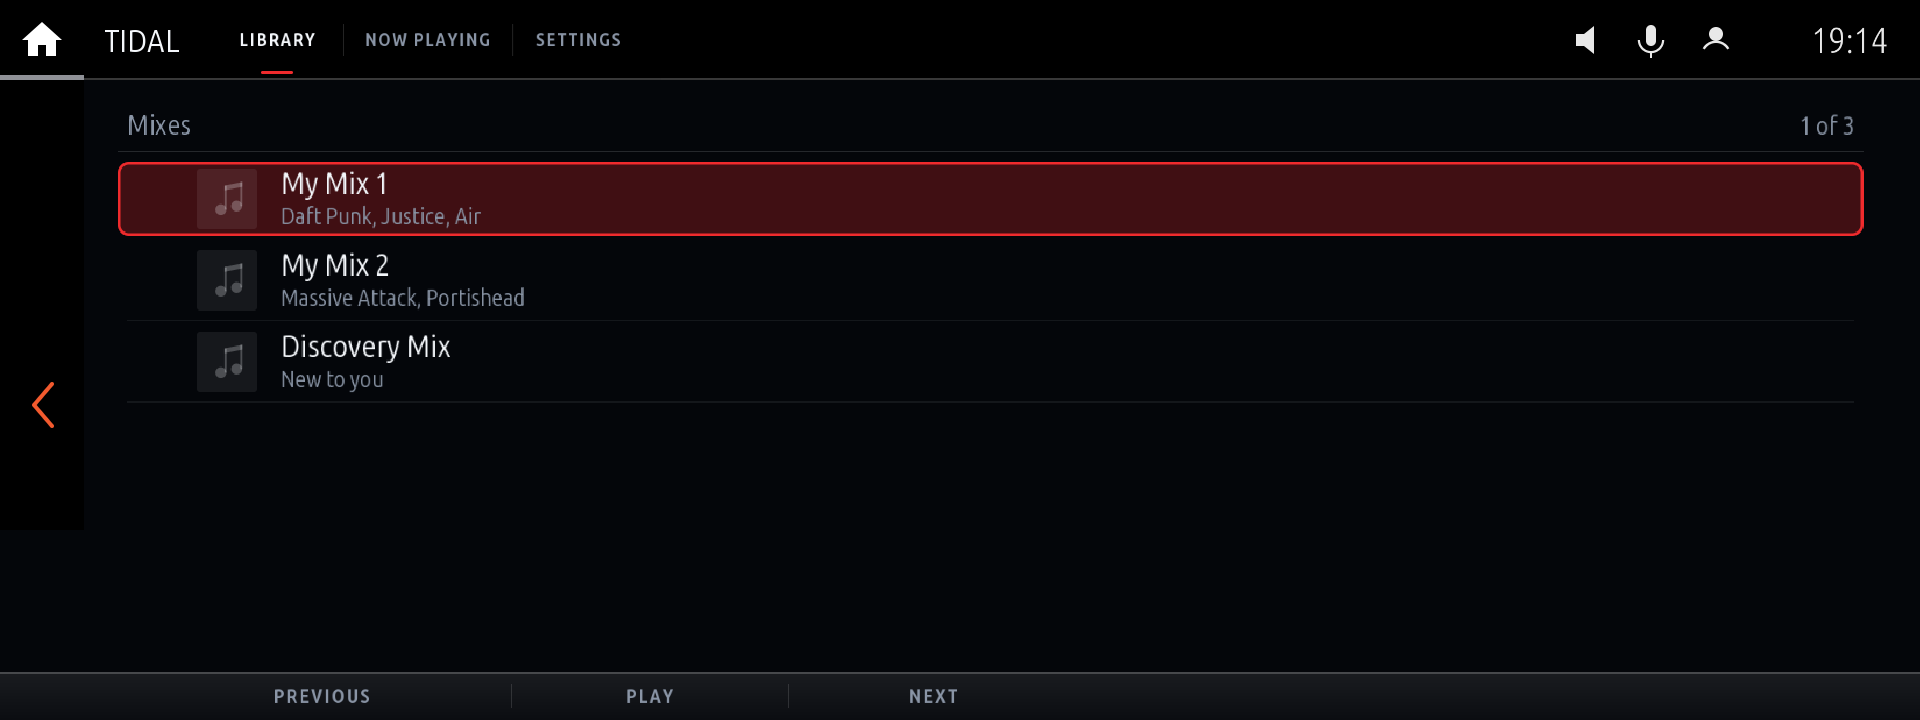 TIDAL
LIBRARY
NOW PLAYING
SETTINGS
19:14
Mixes
1 of 3
My Mix 1
Daft Punk, Justice, Air
My Mix 2
Massive Attack, Portishead
Discovery Mix
New to you
PREVIOUS
PLAY
NEXT